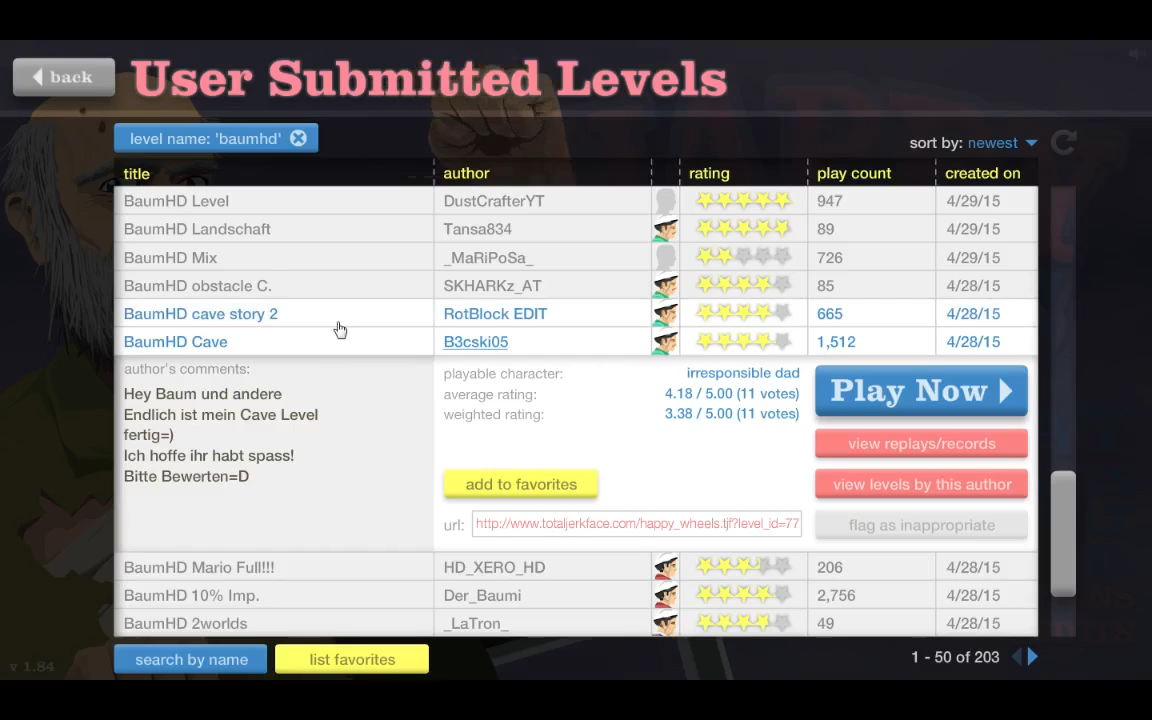 back
User Submitted Levels
level name: 'baumhd'
sort by: newest
title author rating play count created on
BaumHD Level DustCrafterYT 947 4/29/15
BaumHD Landschaft Tansa834 89 4/29/15
BaumHD Mix _MaRiPoSa_ 726 4/29/15
BaumHD obstacle C. SKHARKz_AT 85 4/29/15
BaumHD cave story 2 RotBlock EDIT 665 4/28/15
BaumHD Cave B3cski05 1,512 4/28/15
author's comments:
Hey Baum und andere
Endlich ist mein Cave Level
fertig=)
Ich hoffe ihr habt spass!
Bitte Bewerten=D
playable character: irresponsible dad
average rating: 4.18 / 5.00 (11 votes)
weighted rating: 3.38 / 5.00 (11 votes)
add to favorites
url: http://www.totaljerkface.com/happy_wheels.tjf?level_id=77
Play Now
view replays/records
view levels by this author
flag as inappropriate
BaumHD Mario Full!!! HD_XERO_HD 206 4/28/15
BaumHD 10% Imp. Der_Baumi 2,756 4/28/15
BaumHD 2worlds _LaTron_ 49 4/28/15
v 1.84
search by name
list favorites
1 - 50 of 203